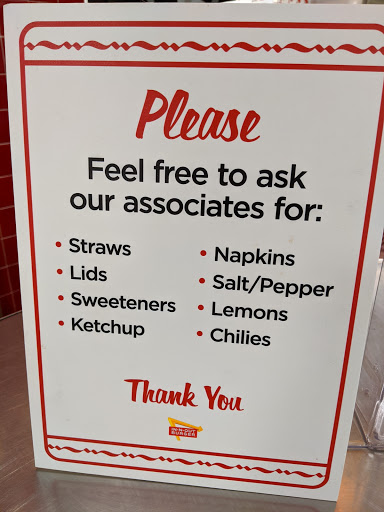 Please
Feel free to ask
our associates for:
• Straws
• Lids
• Sweeteners
• Ketchup
• Napkins
• Salt/Pepper
• Lemons
• Chilies
Thank You
IN-N-OUT
BURGER